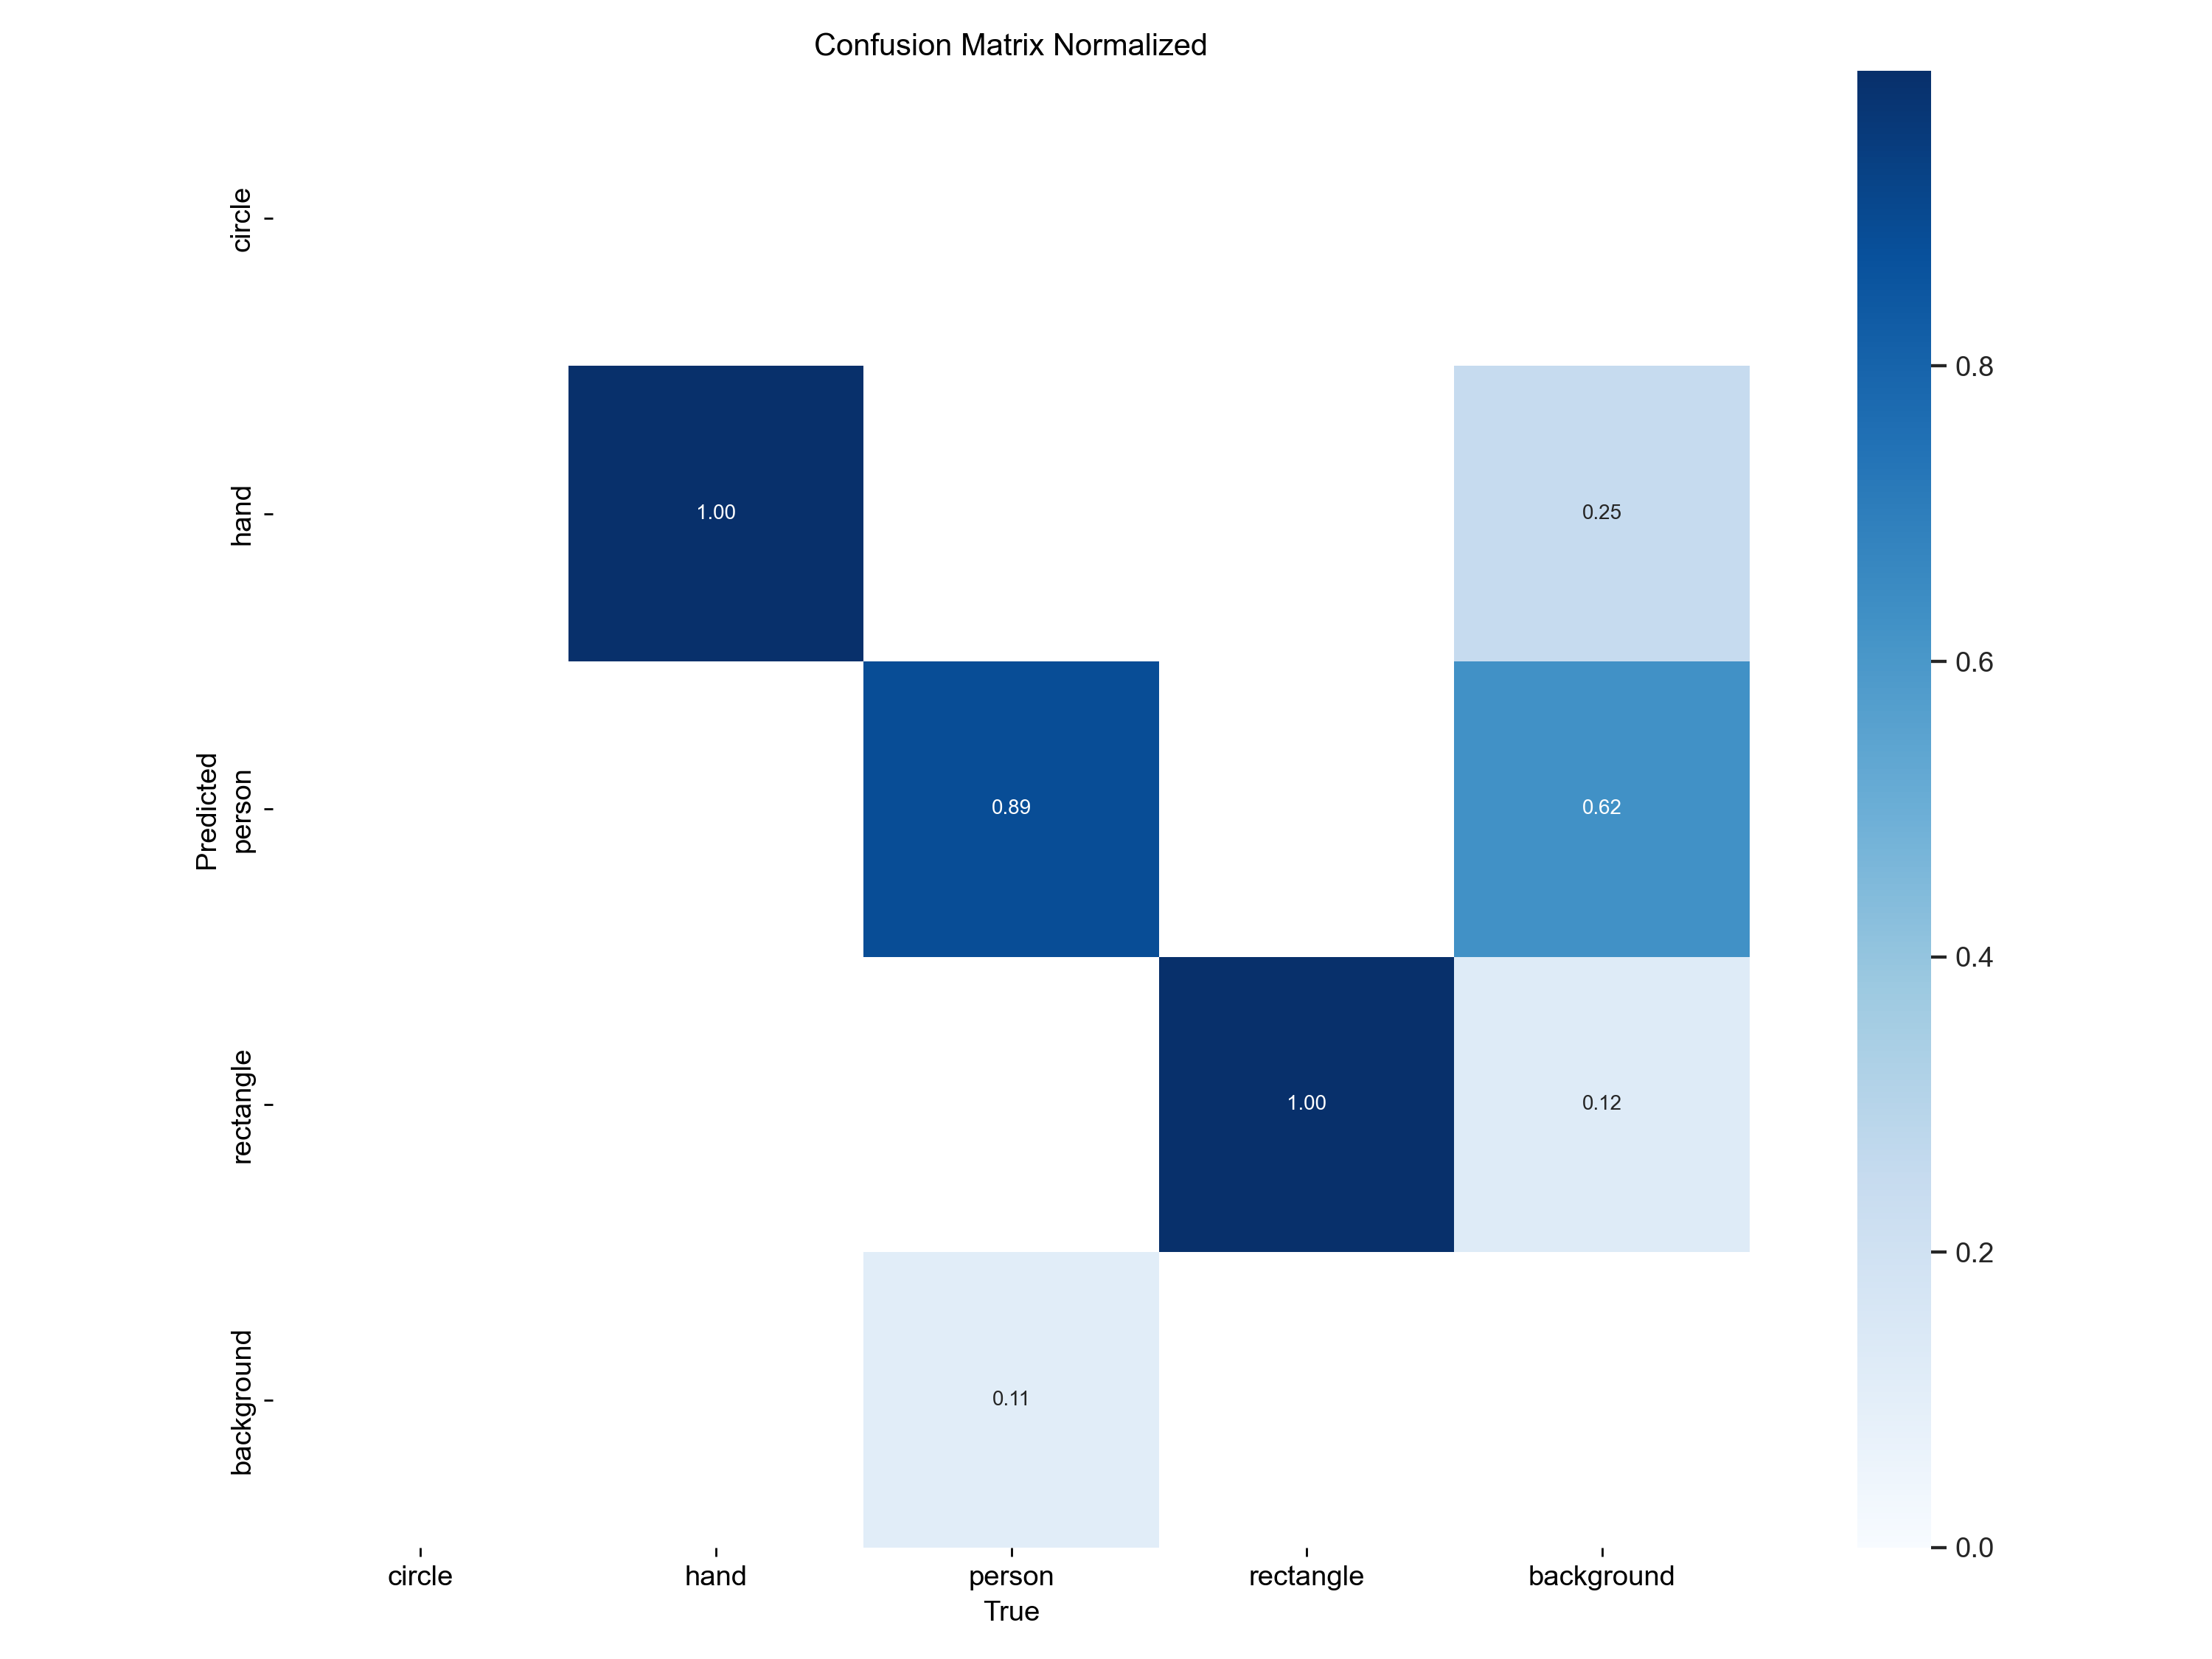 Confusion Matrix Normalized
circle
hand
person
rectangle
background
Predicted
1.00
0.25
0.89
0.62
1.00
0.12
0.11
circle
hand
person
rectangle
background
True
0.8
0.6
0.4
0.2
0.0